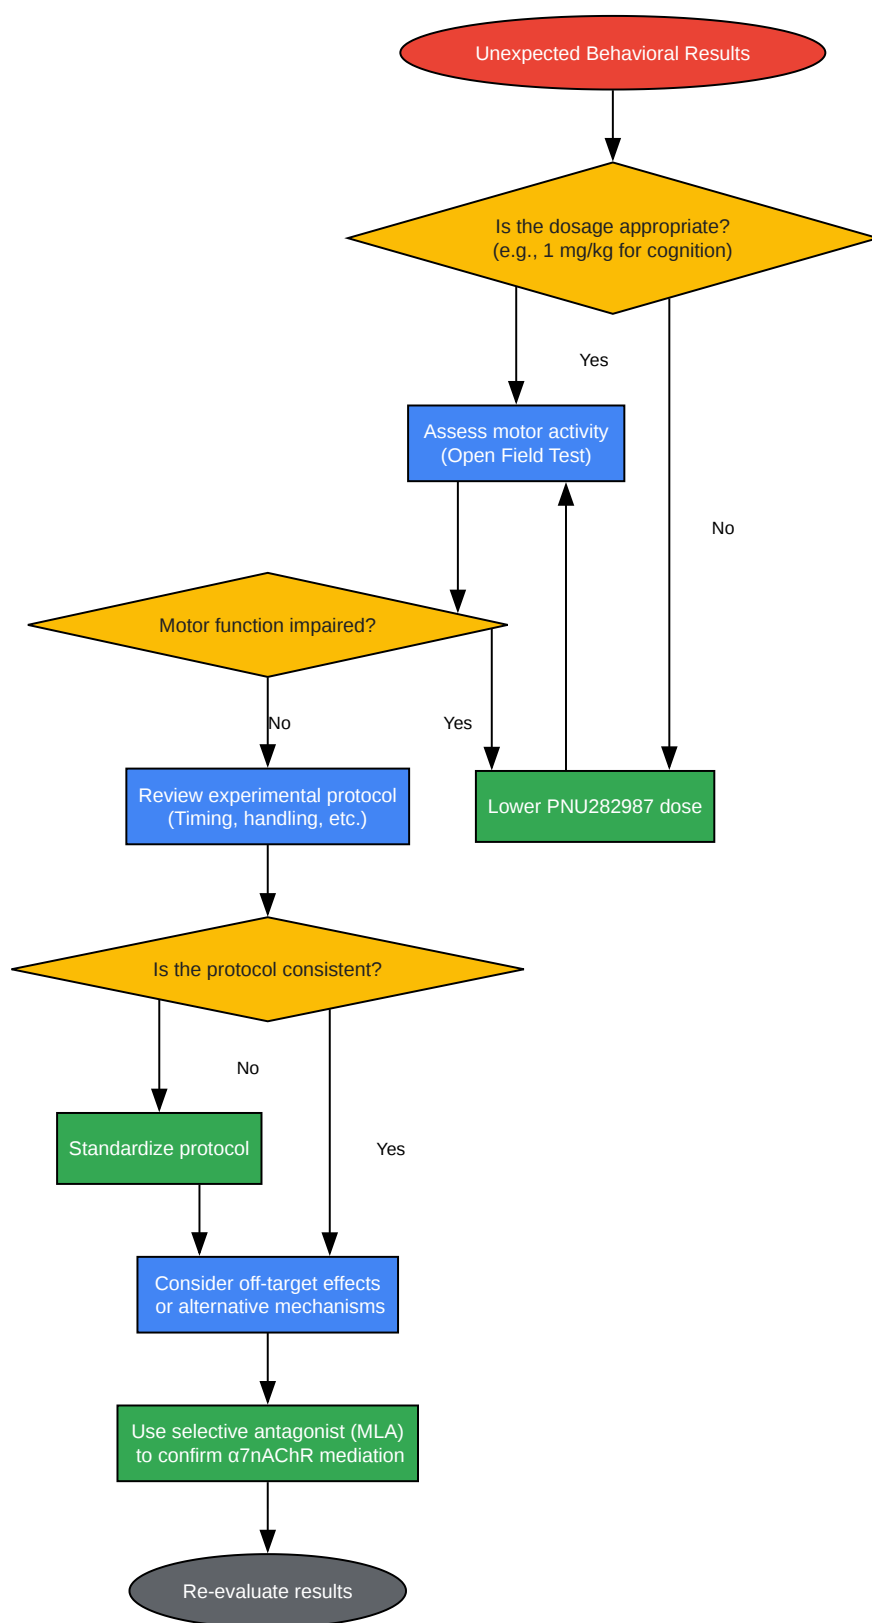 Unexpected Behavioral Results
Is the dosage appropriate?
(e.g., 1 mg/kg for cognition)
Yes
Assess motor activity
(Open Field Test)
No
Motor function impaired?
No
Yes
Review experimental protocol
(Timing, handling, etc.)
Lower PNU282987 dose
Is the protocol consistent?
No
Standardize protocol
Yes
Consider off-target effects
or alternative mechanisms
Use selective antagonist (MLA)
to confirm α7nAChR mediation
Re-evaluate results